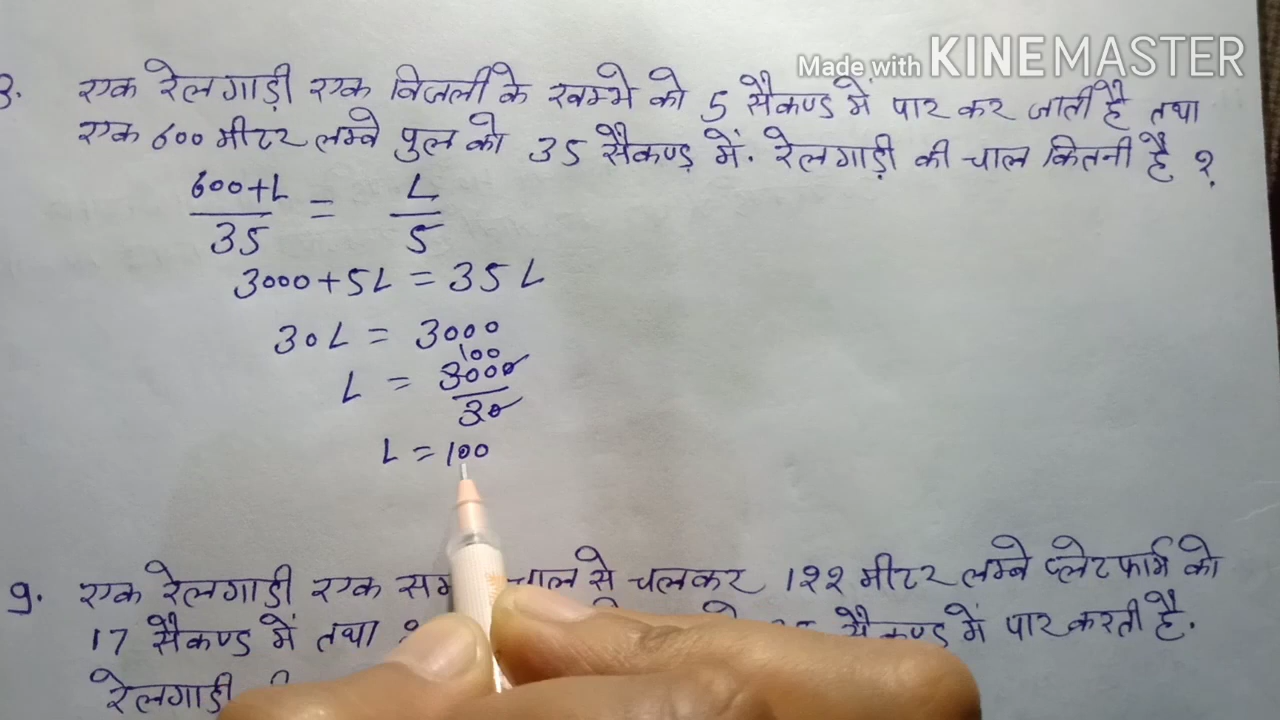 Made with KINEMASTER
एक रेलगाड़ी एक बिजली के खम्भे को 5 सैकण्ड में पार कर जाती है तथा
एक 600 मीटर लम्बे पुल को 35 सैकण्ड़ में. रेलगाड़ी की चाल कितनी है ?
600+L / 35 = L / 5
3000+5L = 35L
30L = 3000
100
L = 3000 / 30
L = 100
9. एक रेलगाड़ी एक चाल से चलकर 122 मीटर लम्बे प्लेटफार्म को
17 सैकण्ड में तथा सैकण्ड में पार करती है.
रेलगाड़ी